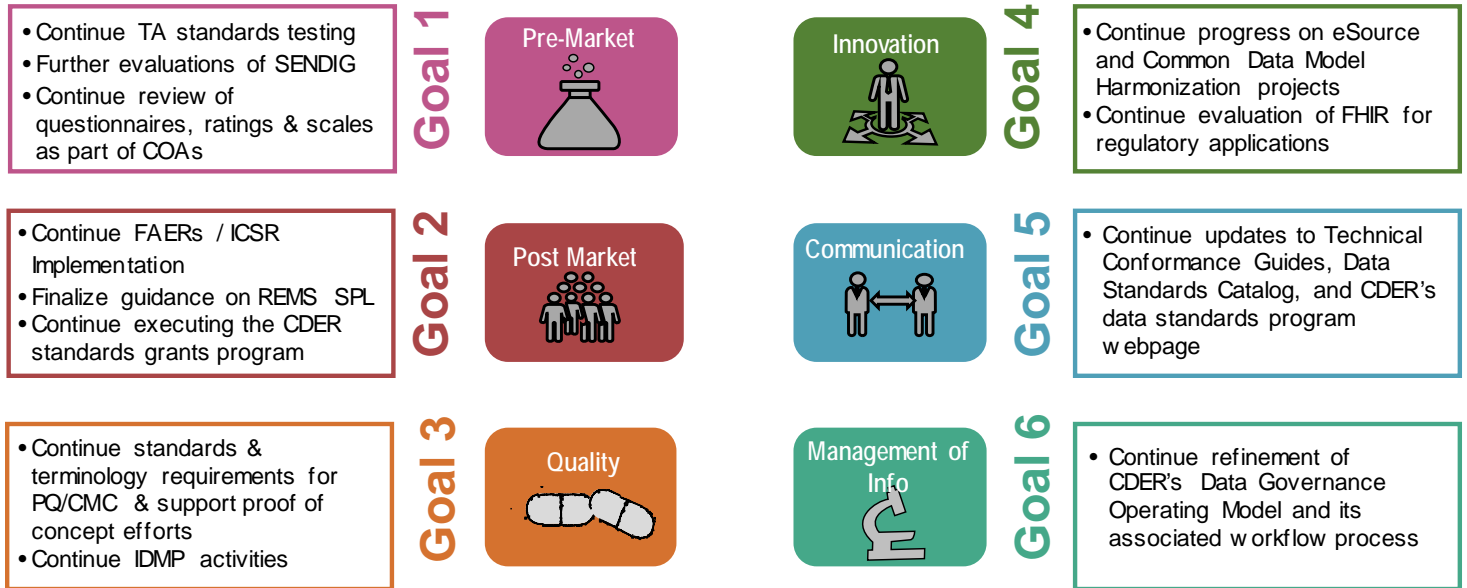 • Continue TA standards testing
• Further evaluations of SENDIG
• Continue review of
questionnaires, ratings & scales
as part of COAs
Goal 1
Pre-Market
• Continue FAERs / ICSR
Implementation
• Finalize guidance on REMS SPL
• Continue executing the CDER
standards grants program
Goal 2
Post Market
• Continue standards &
terminology requirements for
PQ/CMC & support proof of
concept efforts
• Continue IDMP activities
Goal 3
Quality
Innovation
Goal 4
• Continue progress on eSource
and Common Data Model
Harmonization projects
• Continue evaluation of FHIR for
regulatory applications
Communication
Goal 5
• Continue updates to Technical
Conformance Guides, Data
Standards Catalog, and CDER's
data standards program
webpage
Management of
Info
Goal 6
• Continue refinement of
CDER's Data Governance
Operating Model and its
associated workflow process